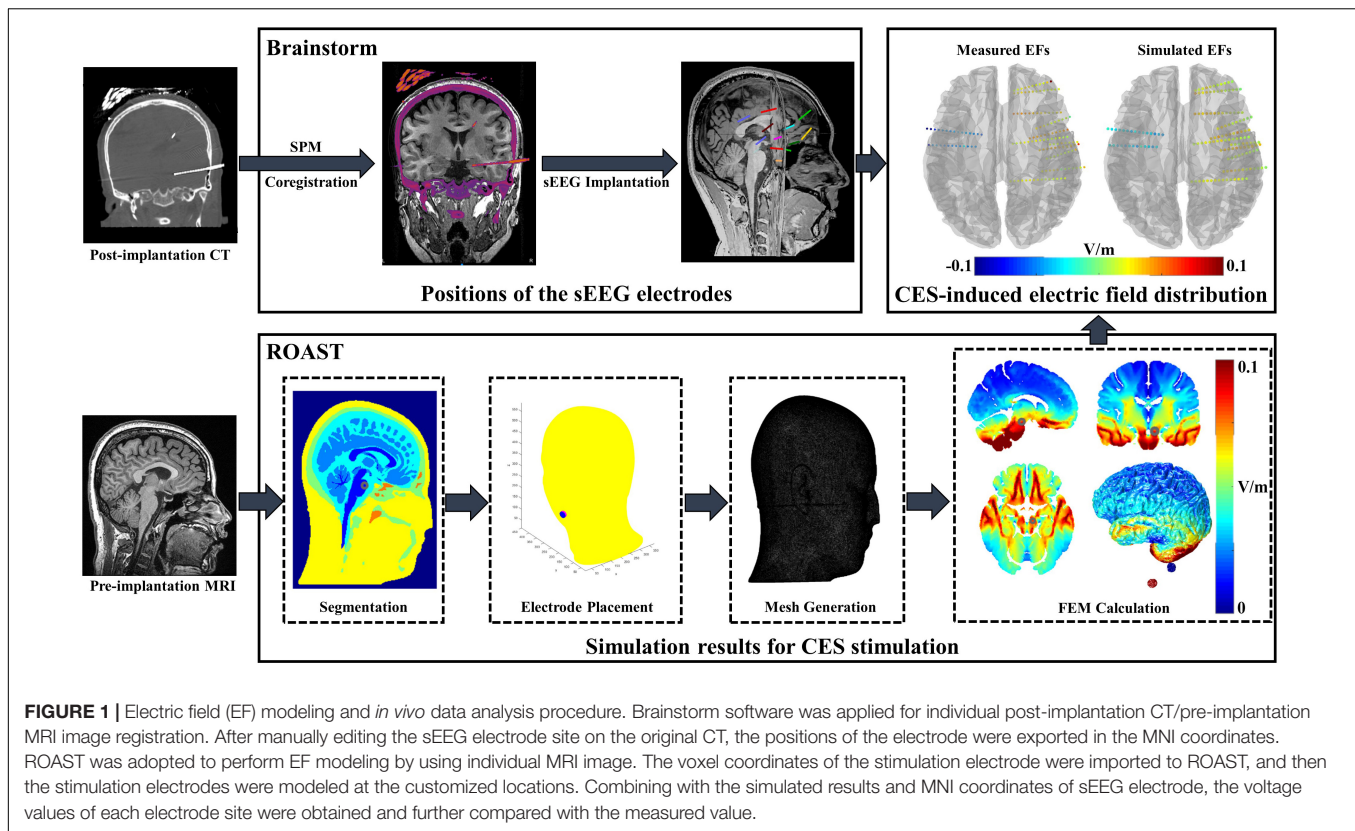 Brainstorm
Measured EFs
Simulated EFs
SPM
Coregistration
sEEG Implantation
Post-implantation CT
Positions of the sEEG electrodes
V/m
-0.1
0.1
CES-induced electric field distribution
ROAST
Pre-implantation MRI
Segmentation
Electrode Placement
Mesh Generation
0.1
V/m
0
FEM Calculation
Simulation results for CES stimulation
FIGURE 1 | Electric field (EF) modeling and in vivo data analysis procedure. Brainstorm software was applied for individual post-implantation CT/pre-implantation
MRI image registration. After manually editing the sEEG electrode site on the original CT, the positions of the electrode were exported in the MNI coordinates.
ROAST was adopted to perform EF modeling by using individual MRI image. The voxel coordinates of the stimulation electrode were imported to ROAST, and then
the stimulation electrodes were modeled at the customized locations. Combining with the simulated results and MNI coordinates of sEEG electrode, the voltage
values of each electrode site were obtained and further compared with the measured value.